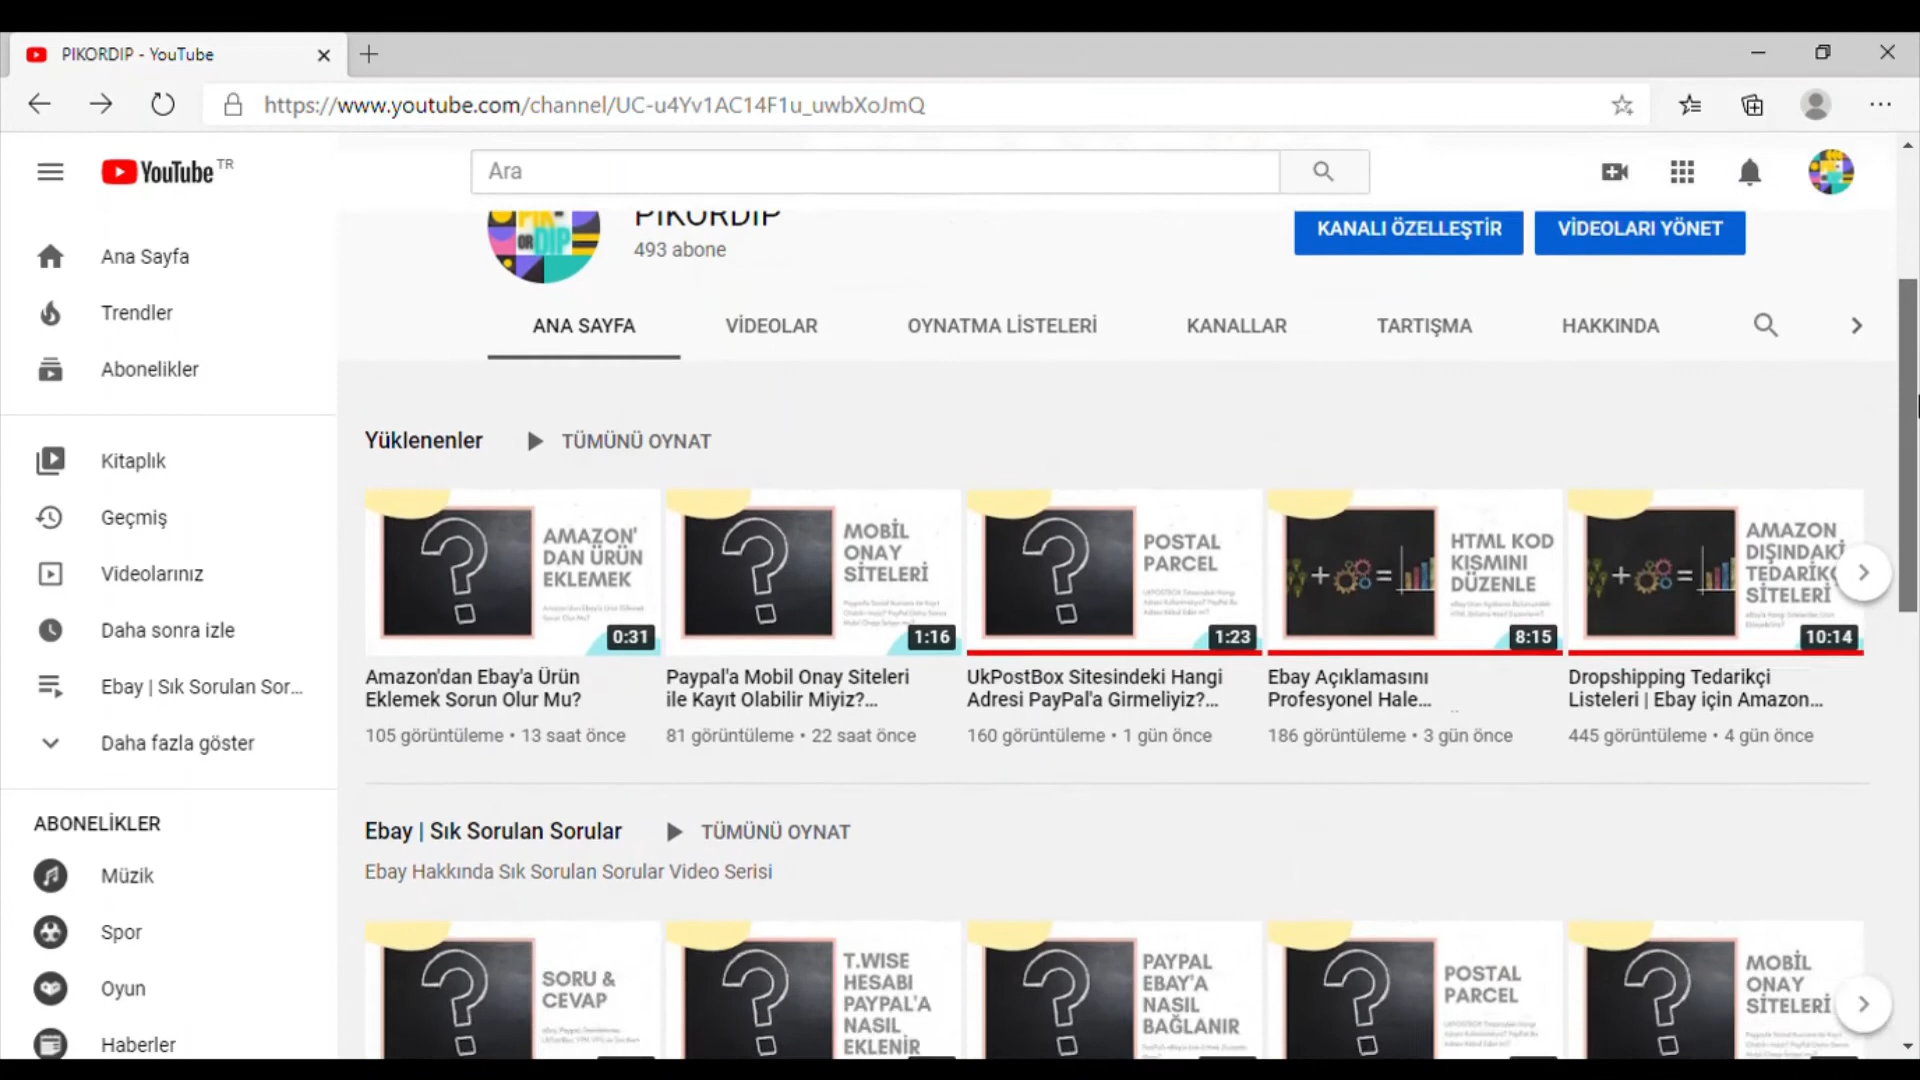 PIKORDIP - YouTube
https://www.youtube.com/channel/UC-u4Yv1AC14F1u_uwbXoJmQ
YouTube TR
Ara
PIK
OR DIP
PIKORDIP
493 abone
KANALI ÖZELLEŞTİR
VİDEOLARI YÖNET
Ana Sayfa
Trendler
Abonelikler
Kitaplık
Geçmiş
Videolarınız
Daha sonra izle
Ebay | Sık Sorulan Sor...
Daha fazla göster
ABONELİKLER
Müzik
Spor
Oyun
Haberler
ANA SAYFA
VİDEOLAR
OYNATMA LİSTELERİ
KANALLAR
TARTIŞMA
HAKKINDA
Yüklenenler
TÜMÜNÜ OYNAT
AMAZON'
DAN ÜRÜN
EKLEMEK
0:31
Amazon'dan Ebay'a Ürün
Eklemek Sorun Olur Mu?
105 görüntüleme • 13 saat önce
MOBİL
ONAY
SİTELERİ
1:16
Paypal'a Mobil Onay Siteleri
ile Kayıt Olabilir Miyiz?...
81 görüntüleme • 22 saat önce
POSTAL
PARCEL
1:23
UkPostBox Sitesindeki Hangi
Adresi PayPal'a Girmeliyiz?...
160 görüntüleme • 1 gün önce
HTML KOD
KISMINI
DÜZENLE
8:15
Ebay Açıklamasını
Profesyonel Hale...
186 görüntüleme • 3 gün önce
AMAZON
DIŞINDAKİ
TEDARİK
SİTELERİ
10:14
Dropshipping Tedarikçi
Listeleri | Ebay için Amazon...
445 görüntüleme • 4 gün önce
Ebay | Sık Sorulan Sorular
TÜMÜNÜ OYNAT
Ebay Hakkında Sık Sorulan Sorular Video Serisi
SORU &
CEVAP
T.WISE
HESABI
PAYPAL'A
NASIL
EKLENİR
PAYPAL
EBAY'A
NASIL
BAĞLANIR
POSTAL
PARCEL
MOBİL
ONAY
SİTELERİ